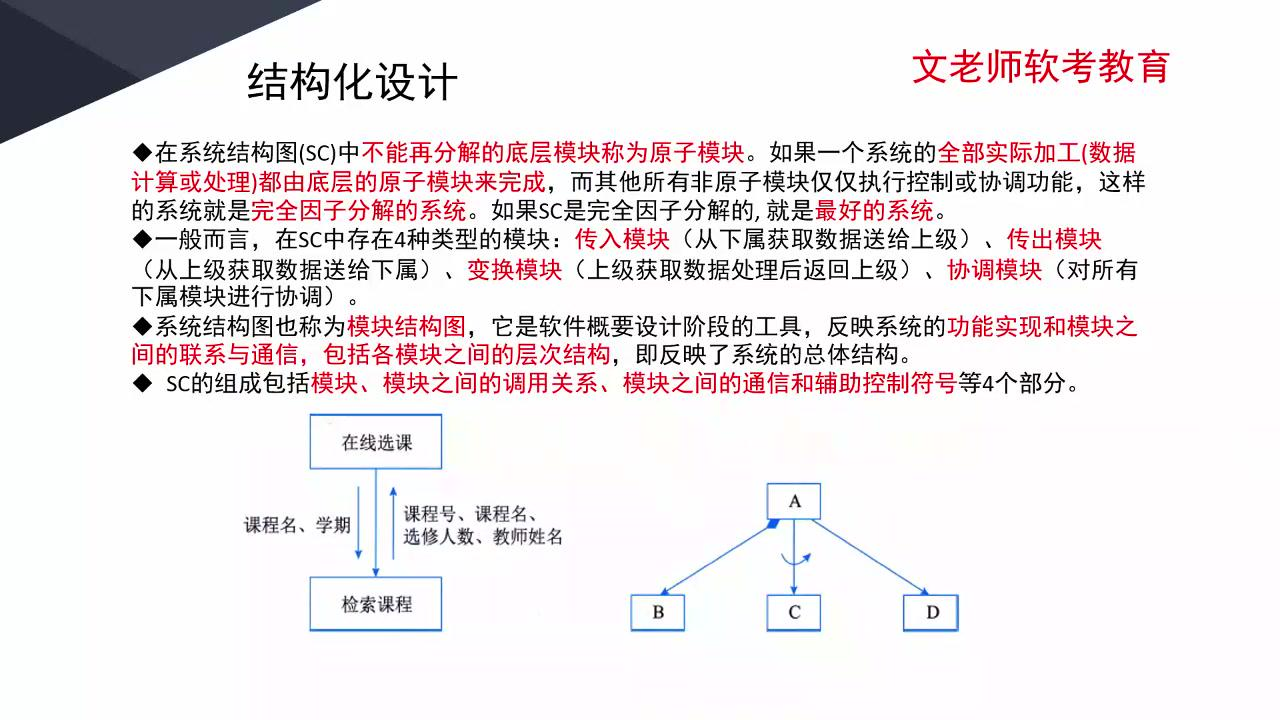 结构化设计
文老师软考教育
◆在系统结构图(SC)中不能再分解的底层模块称为原子模块。如果一个系统的全部实际加工(数据
计算或处理)都由底层的原子模块来完成，而其他所有非原子模块仅仅执行控制或协调功能，这样
的系统就是完全因子分解的系统。如果SC是完全因子分解的, 就是最好的系统。
◆一般而言，在SC中存在4种类型的模块：传入模块（从下属获取数据送给上级）、传出模块
（从上级获取数据送给下属）、变换模块（上级获取数据处理后返回上级）、协调模块（对所有
下属模块进行协调）。
◆系统结构图也称为模块结构图，它是软件概要设计阶段的工具，反映系统的功能实现和模块之
间的联系与通信，包括各模块之间的层次结构，即反映了系统的总体结构。
◆ SC的组成包括模块、模块之间的调用关系、模块之间的通信和辅助控制符号等4个部分。
在线选课
课程名、学期
课程号、课程名、
选修人数、教师姓名
检索课程
A
B
C
D